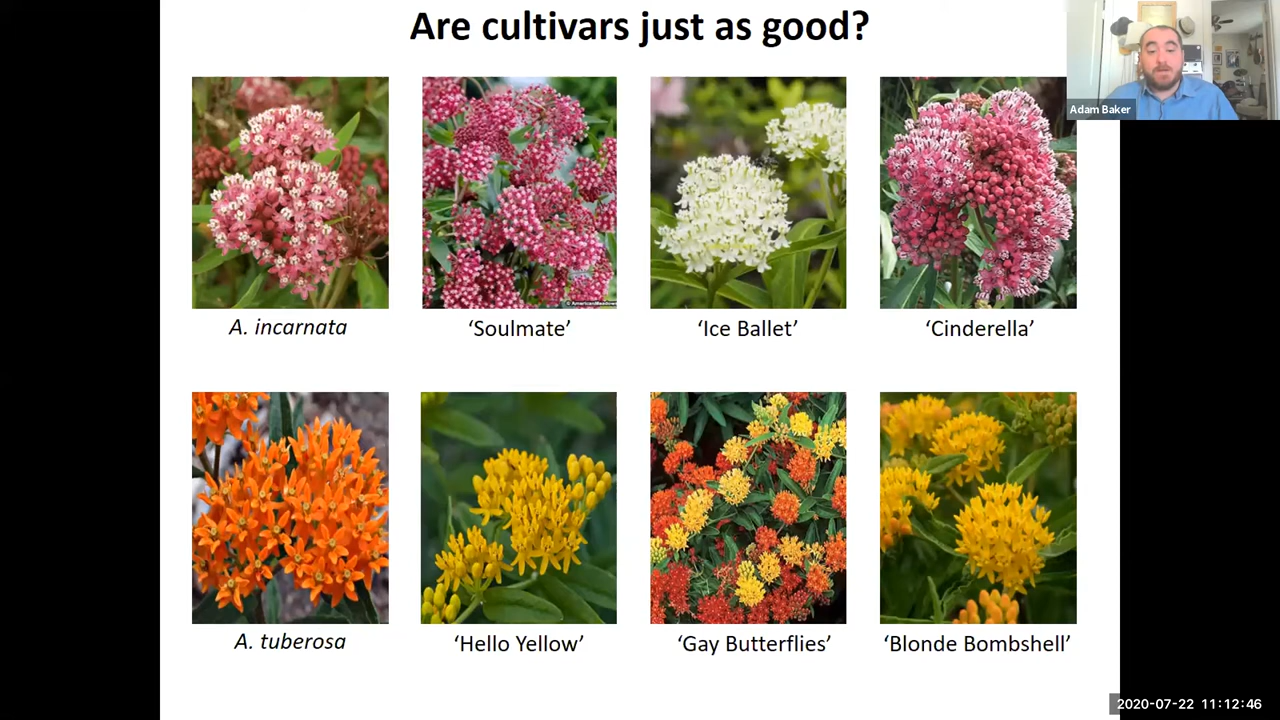 Are cultivars just as good?
Adam Baker
© AmericanMeadows
A. incarnata
‘Soulmate’
‘Ice Ballet’
‘Cinderella’
A. tuberosa
‘Hello Yellow’
‘Gay Butterflies’
‘Blonde Bombshell’
2020-07-22 11:12:46